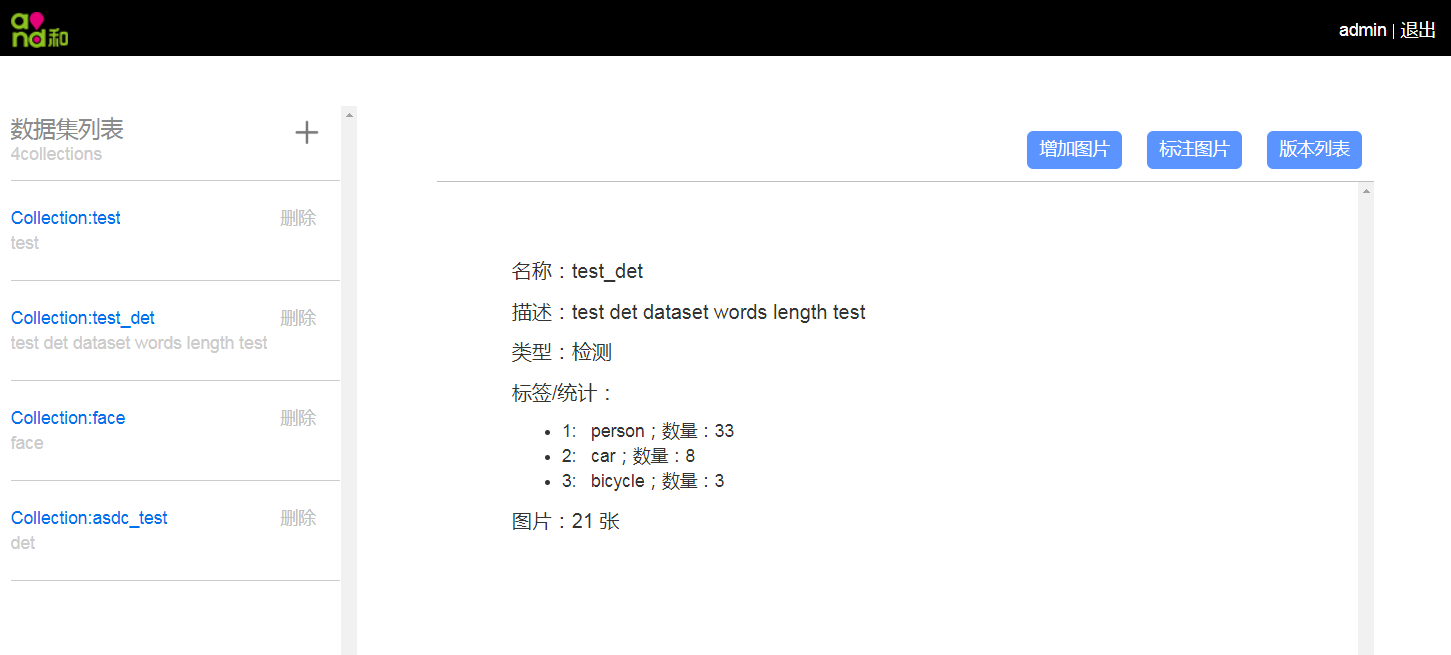 and和
admin | 退出
数据集列表
4collections
Collection:test 删除
test
Collection:test_det 删除
test det dataset words length test
Collection:face 删除
face
Collection:asdc_test 删除
det
增加图片 标注图片 版本列表
名称：test_det
描述：test det dataset words length test
类型：检测
标签/统计：
• 1: person；数量：33
• 2: car；数量：8
• 3: bicycle；数量：3
图片：21 张